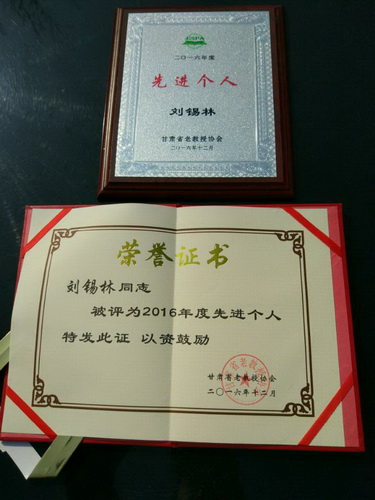 二〇一六年度
先进个人
刘锡林
甘肃省老教授协会
二〇一六年十二月
荣誉证书
刘锡林同志
被评为2016年度先进个人
特发此证 以资鼓励
甘肃省老教授协会
二〇一六年十二月